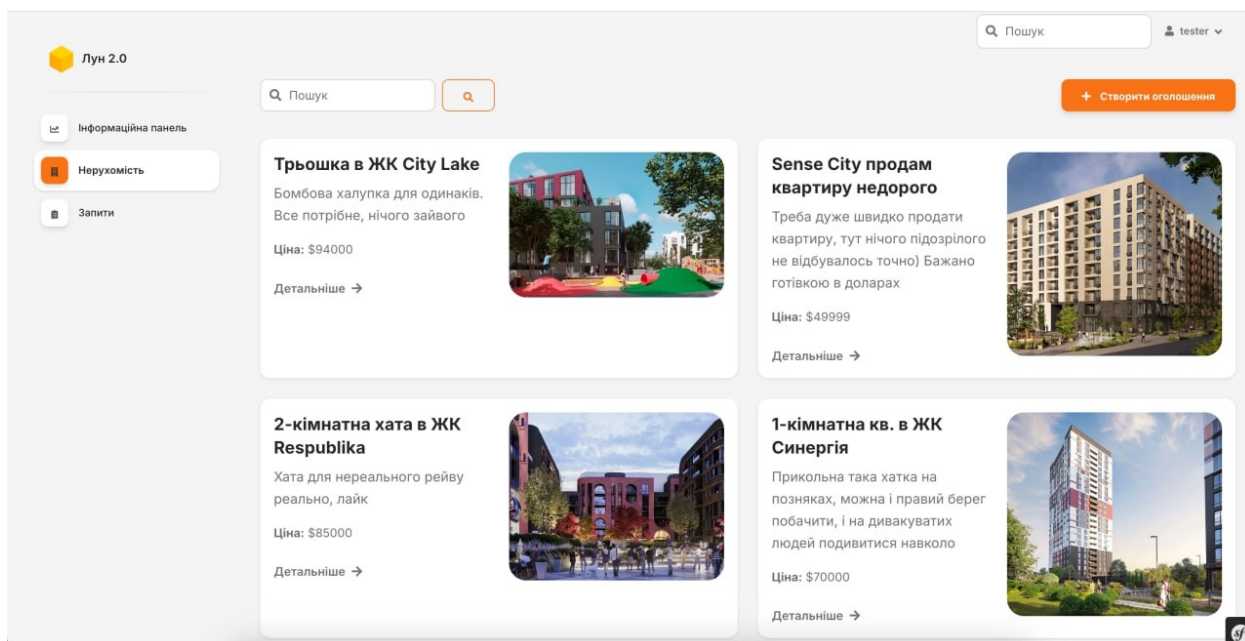 Пошук
tester
Лун 2.0
Пошук
+ Створити оголошення
Інформаційна панель
Нерухомість
Запити
Трьошка в ЖК City Lake
Бомбова халупка для одинаків.
Все потрібне, нічого зайвого
Ціна: $94000
Детальніше →
Sense City продам
квартиру недорого
Треба дуже швидко продати
квартиру, тут нічого підозрілого
не відбувалось точно) Бажано
готівкою в доларах
Ціна: $49999
Детальніше →
2-кімнатна хата в ЖК
Respublika
Хата для нереального рейву
реально, лайк
Ціна: $85000
Детальніше →
1-кімнатна кв. в ЖК
Синергія
Прикольна така хатка на
позняках, можна і правий берег
побачити, і на дивакуватих
людей подивитися навколо
Ціна: $70000
Детальніше →